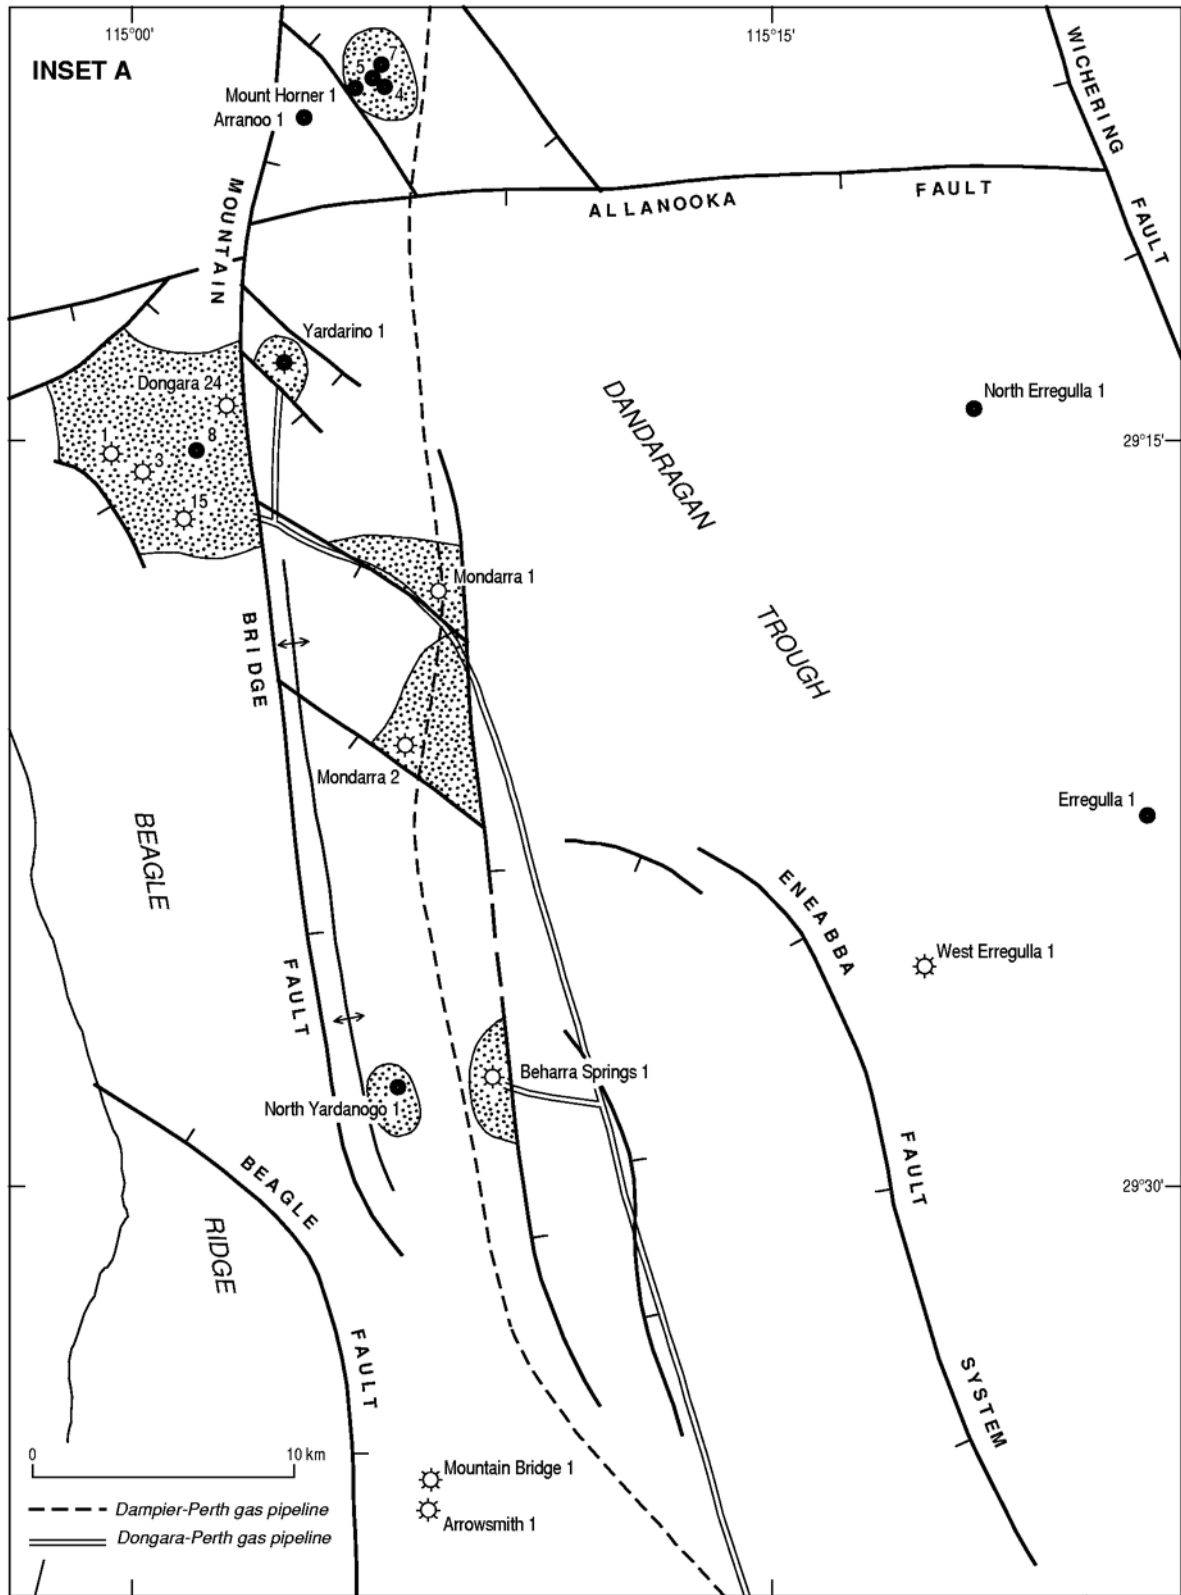 115°00'
115°15'
INSET A
WICHERING
FAULT
7
5
4
Mount Horner 1
Arranoo 1
ALLANOOKA
FAULT
MOUNTAIN
Yardarino 1
Dongara 24
North Erregulla 1
DANDARAGAN
8
1
3
29°15'
15
Mondarra 1
BRIDGE
TROUGH
Mondarra 2
Erregulla 1
BEAGLE
ENEABBA
West Erregulla 1
FAULT
Beharra Springs 1
North Yardanogo 1
FAULT
BEAGLE
29°30'
RIDGE
FAULT
SYSTEM
0
10 km
Mountain Bridge 1
Dampier-Perth gas pipeline
Arrowsmith 1
Dongara-Perth gas pipeline